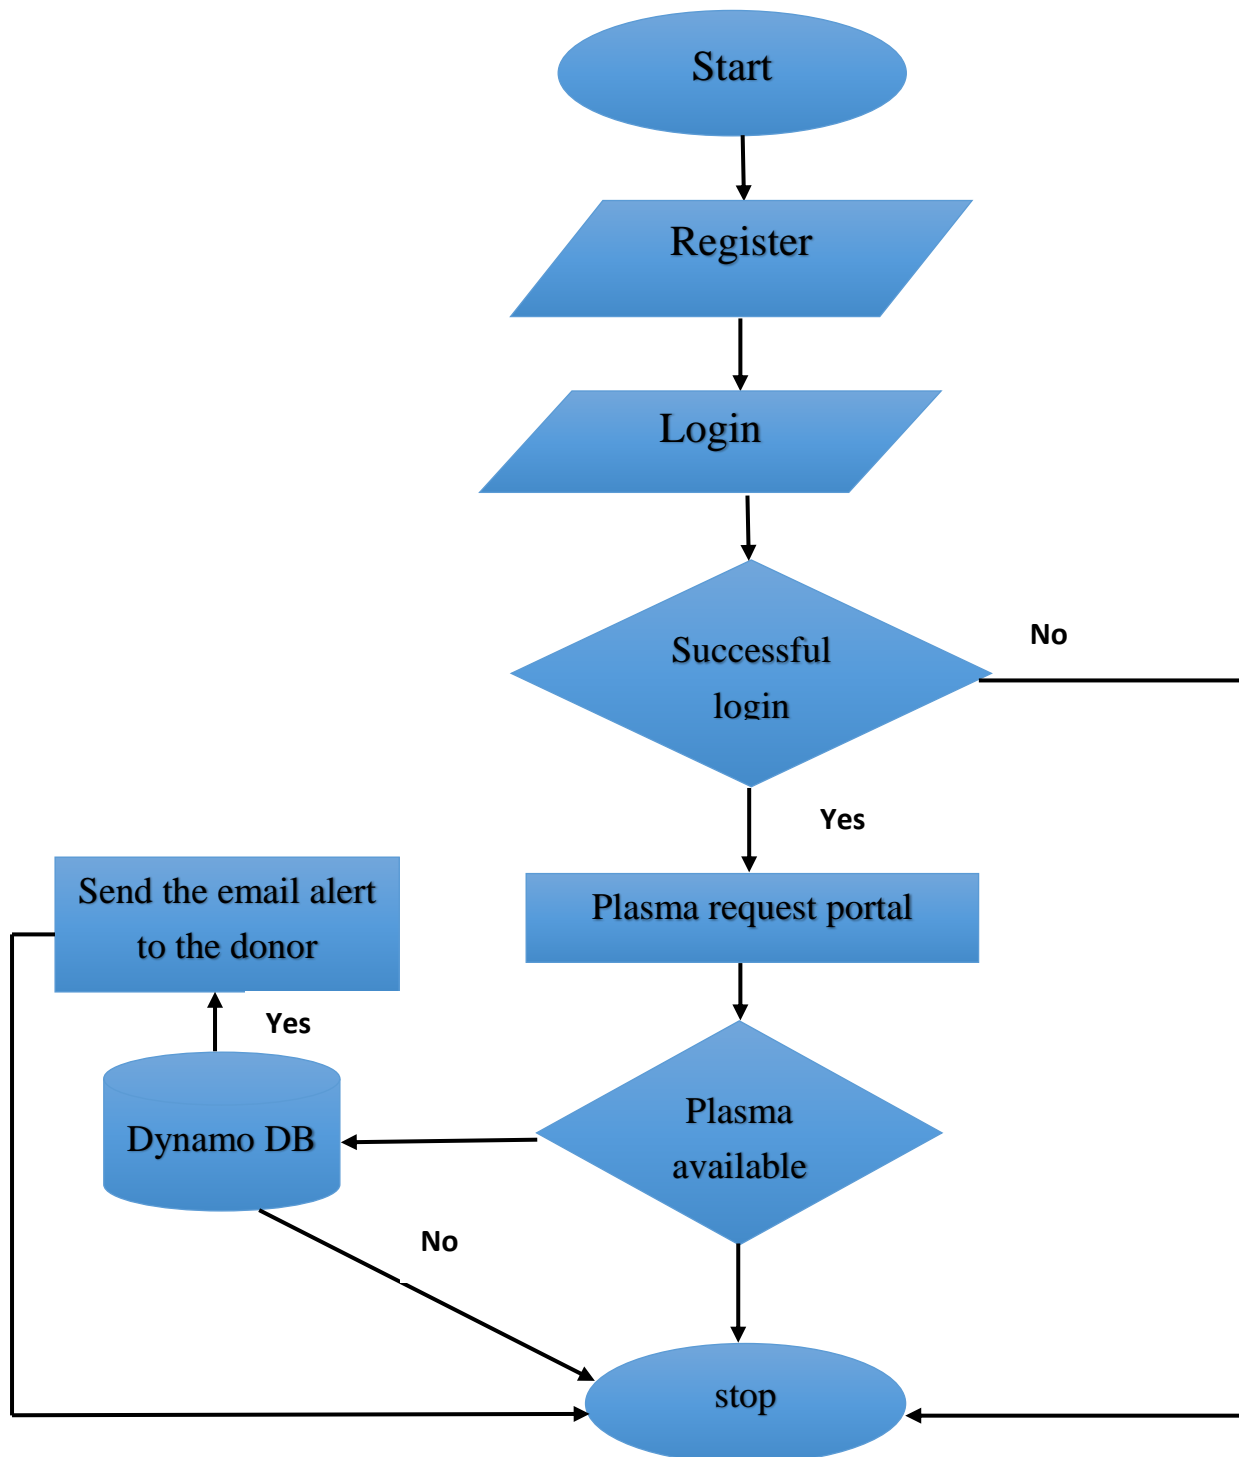 Start
Register
Login
Successful
login
No
Yes
Send the email alert
to the donor
Plasma request portal
Yes
Dynamo DB
Plasma
available
No
stop